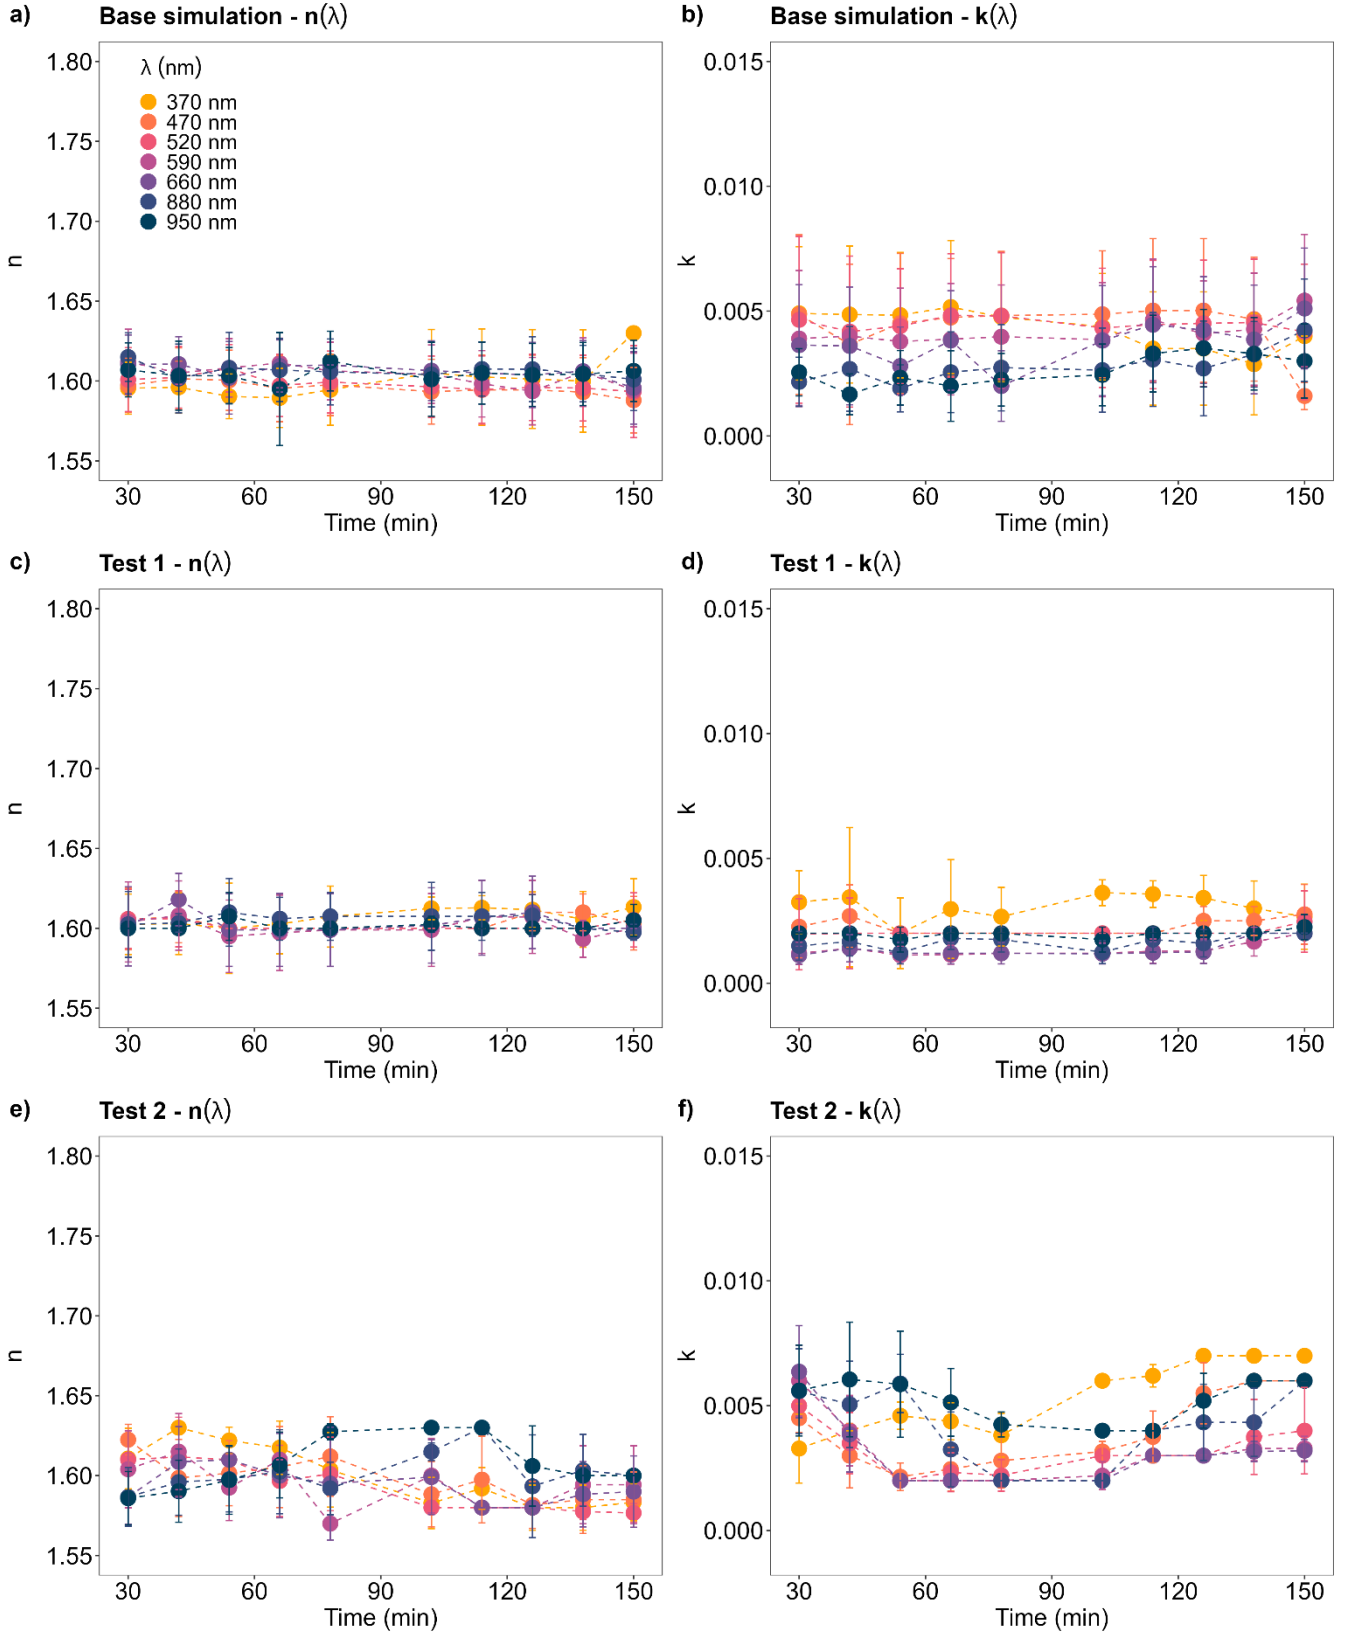 a) Base simulation - n(λ)
b) Base simulation - k(λ)
1.80
1.75
1.70
1.65
1.60
1.55
n
λ (nm)
370 nm
470 nm
520 nm
590 nm
660 nm
880 nm
950 nm
30 60 90 120 150
Time (min)
0.015
0.010
0.005
0.000
k
30 60 90 120 150
Time (min)
c) Test 1 - n(λ)
d) Test 1 - k(λ)
1.80
1.75
1.70
1.65
1.60
1.55
n
30 60 90 120 150
Time (min)
0.015
0.010
0.005
0.000
k
30 60 90 120 150
Time (min)
e) Test 2 - n(λ)
f) Test 2 - k(λ)
1.80
1.75
1.70
1.65
1.60
1.55
n
30 60 90 120 150
Time (min)
0.015
0.010
0.005
0.000
k
30 60 90 120 150
Time (min)